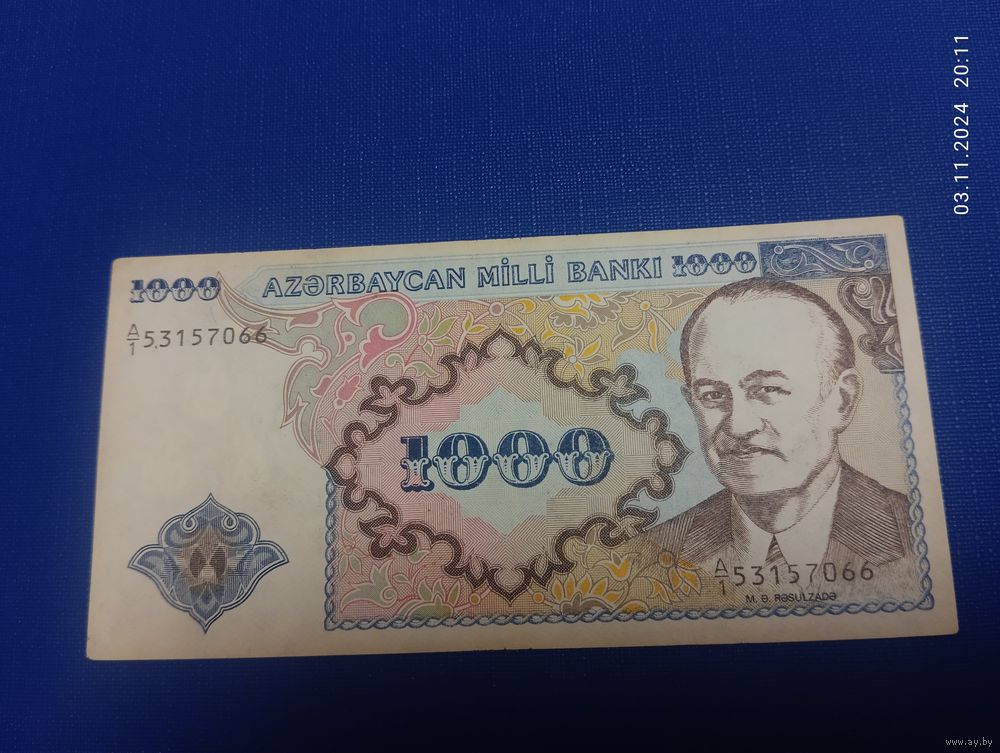 03.11.2024 20:11
1000 AZƏRBAYCAN MİLLİ BANKI 1000
A/1 53157066
1000
A/1 53157066
M. Ə. RƏSULZADƏ
www.ay.by